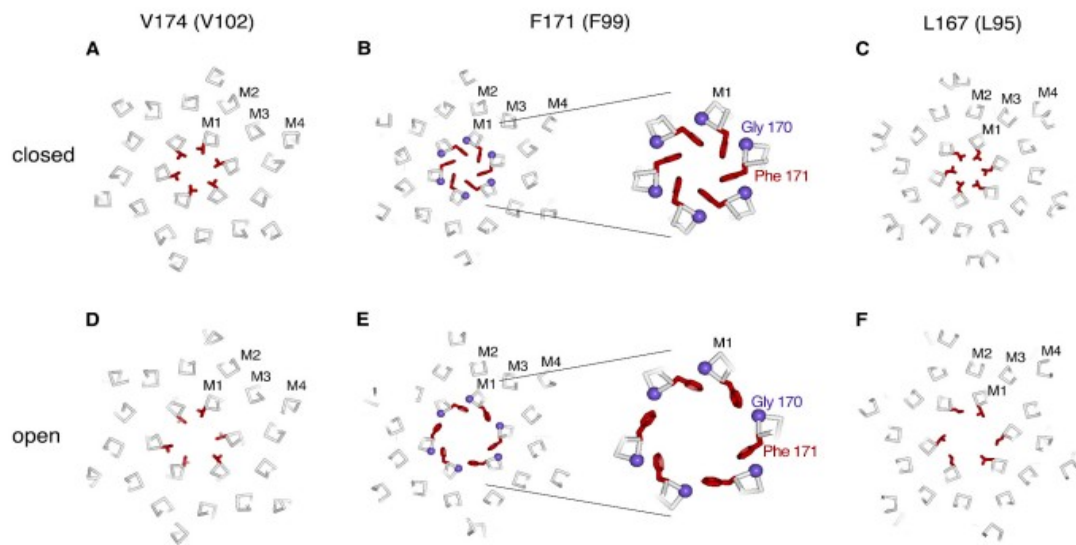 V174 (V102)
F171 (F99)
L167 (L95)
A
B
C
closed
M2
M3
M4
M1
M2
M3
M4
M1
M1
Gly 170
Phe 171
M2
M3
M4
M1
D
E
F
open
M2
M3
M4
M1
M2
M3
M4
M1
M1
Gly 170
Phe 171
M2
M3
M4
M1